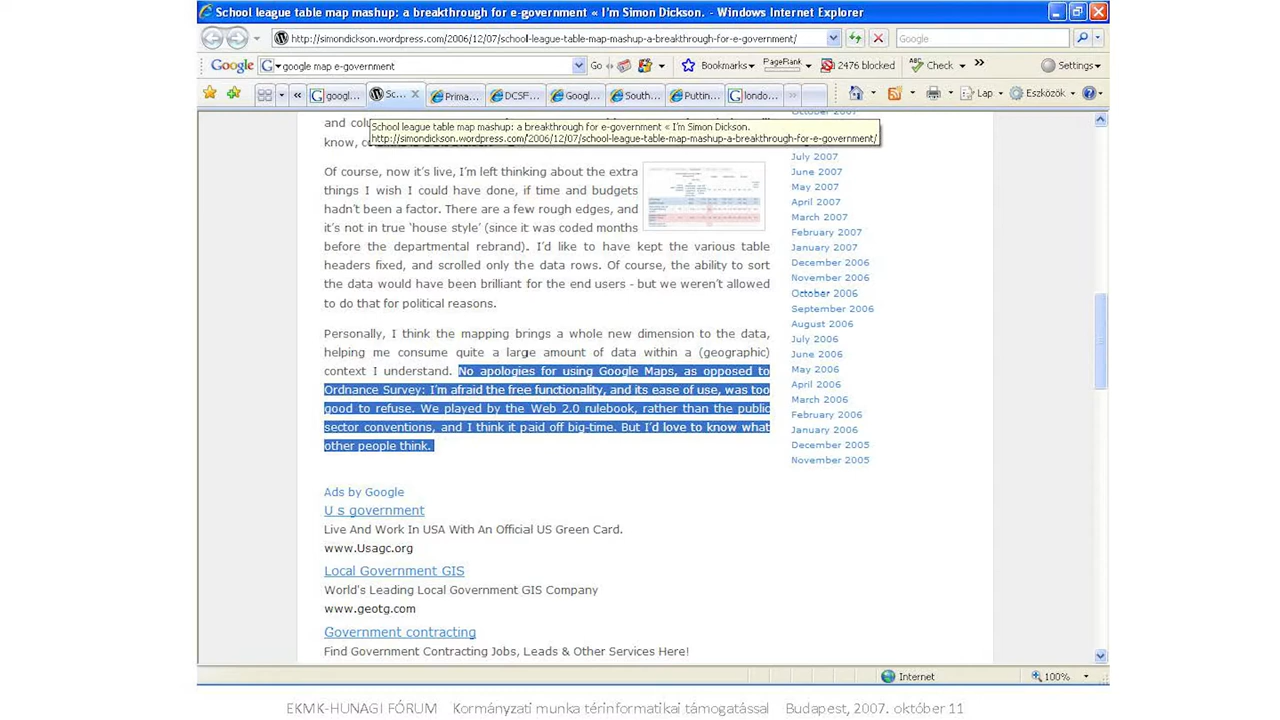 School league table map mashup: a breakthrough for e-government « I'm Simon Dickson. - Windows Internet Explorer
http://simondickson.wordpress.com/2006/12/07/school-league-table-map-mashup-a-breakthrough-for-e-government/
Google
Google
google map e-government
Go
Bookmarks
PageRank
2476 blocked
Check
Settings
googl...
Sc...
Prima...
DCSF...
Googl...
South...
Puttin...
londo...
Lap
Eszközök
School league table map mashup: a breakthrough for e-government « I'm Simon Dickson.
http://simondickson.wordpress.com/2006/12/07/school-league-table-map-mashup-a-breakthrough-for-e-government/
and
know,
Of course, now it's live, I'm left thinking about the extra
things I wish I could have done, if time and budgets
hadn't been a factor. There are a few rough edges, and
it's not in true 'house style' (since it was coded months
before the departmental rebrand). I'd like to have kept the various table
headers fixed, and scrolled only the data rows. Of course, the ability to sort
the data would have been brilliant for the end users - but we weren't allowed
to do that for political reasons.
Personally, I think the mapping brings a whole new dimension to the data,
helping me consume quite a large amount of data within a (geographic)
context I understand. No apologies for using Google Maps, as opposed to
Ordnance Survey: I'm afraid the free functionality, and its ease of use, was too
good to refuse. We played by the Web 2.0 rulebook, rather than the public
sector conventions, and I think it paid off big-time. But I'd love to know what
other people think.
Ads by Google
U s government
Live And Work In USA With An Official US Green Card.
www.Usagc.org
Local Government GIS
World's Leading Local Government GIS Company
www.geotg.com
Government contracting
Find Government Contracting Jobs, Leads & Other Services Here!
October 2007
July 2007
June 2007
May 2007
April 2007
March 2007
February 2007
January 2007
December 2006
November 2006
October 2006
September 2006
August 2006
July 2006
June 2006
May 2006
April 2006
March 2006
February 2006
January 2006
December 2005
November 2005
Internet
100%
EKMK-HUNAGI FÓRUM Kormányzati munka térinformatikai támogatással Budapest, 2007. október 11